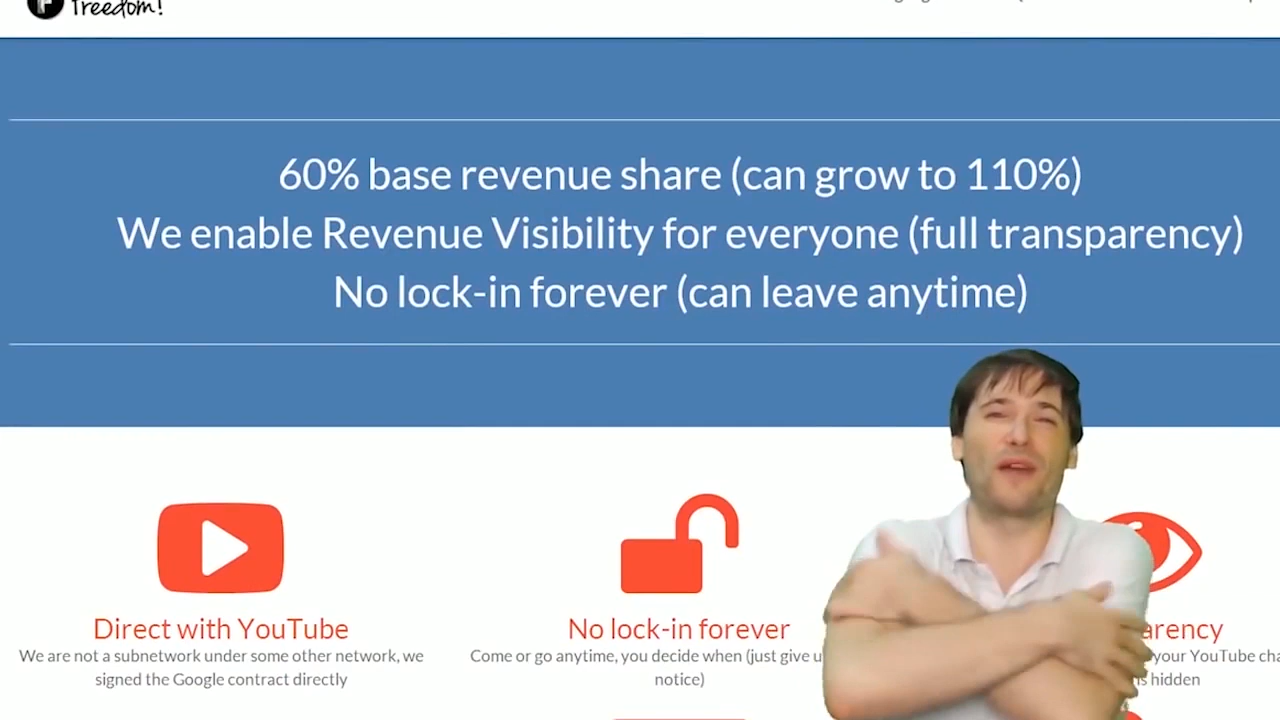 freedom!
60% base revenue share (can grow to 110%)
We enable Revenue Visibility for everyone (full transparency)
No lock-in forever (can leave anytime)
Direct with YouTube
We are not a subnetwork under some other network, we
signed the Google contract directly
No lock-in forever
Come or go anytime, you decide when (just give u
notice)
arency
your YouTube cha
is hidden